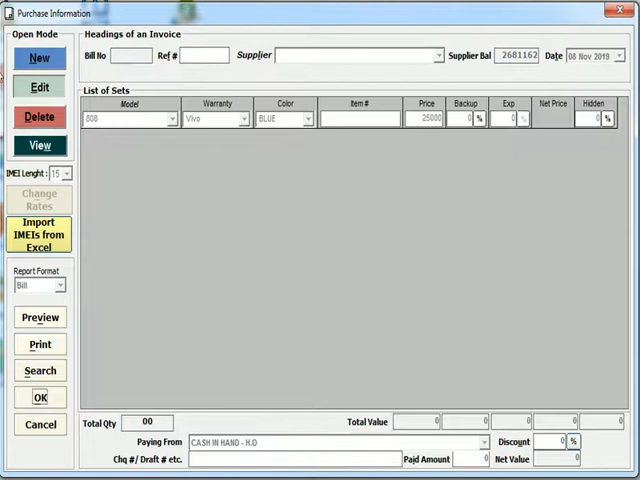 Purchase Information
Open Mode
New
Edit
Delete
View
IMEI Lenght : 15
Change Rates
Import IMEIs from Excel
Report Format
Bill
Preview
Print
Search
OK
Cancel
Headings of an Invoice
Bill No Ref # Supplier Supplier Bal 2681162 Date 08 Nov 2019
List of Sets
Model Warranty Color Item # Price Backup Exp Net Price Hidden
808 Vivo BLUE 25000 0 % 0 % 0 %
Total Qty 00 Total Value 0 0 0 0 0
Paying From CASH IN HAND - H.O Discount 0 %
Chq #/ Draft # etc. Paid Amount 0 Net Value 0